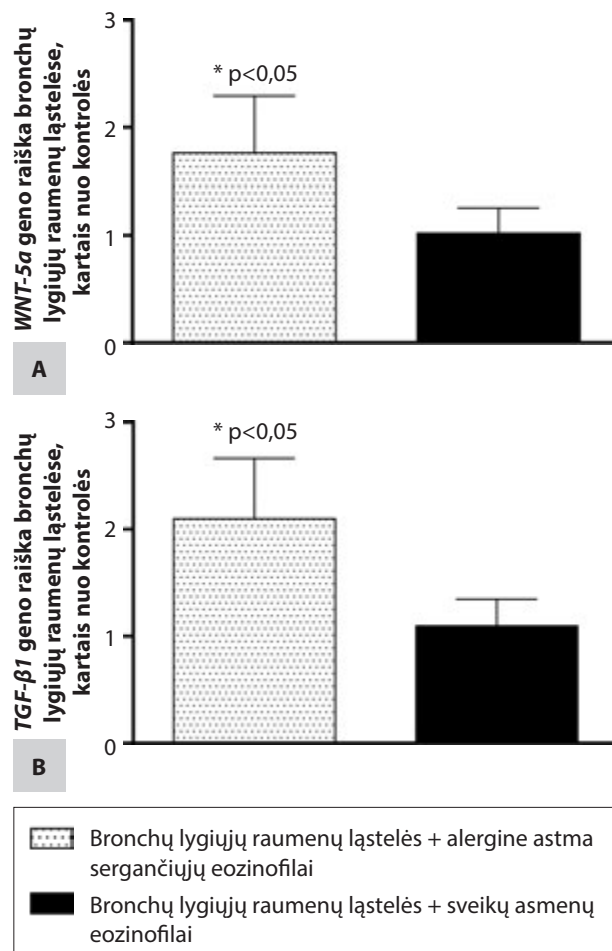 WNT-5a geno raiška bronchų
lygiųjų raumenų ląstelėse,
kartais nuo kontrolės
3
2
1
0
* p<0,05
A
TGF-β1 geno raiška bronchų
lygiųjų raumenų ląstelėse,
kartais nuo kontrolės
3
2
1
0
* p<0,05
B
Bronchų lygiųjų raumenų ląstelės + alergine astma
sergančiųjų eozinofilai
Bronchų lygiųjų raumenų ląstelės + sveikų asmenų
eozinofilai